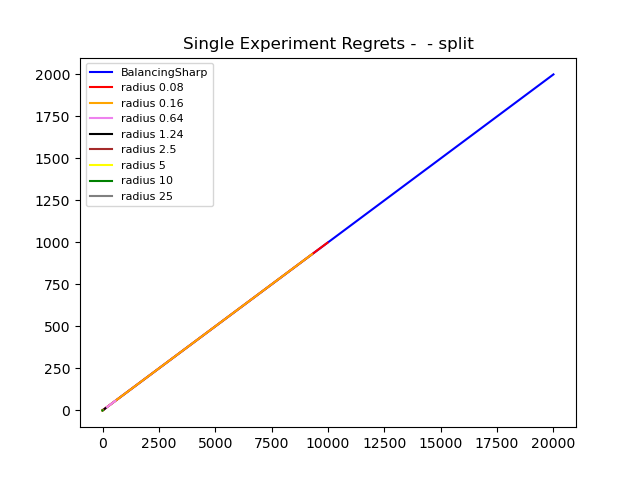 Single Experiment Regrets -  - split
BalancingSharp
radius 0.08
radius 0.16
radius 0.64
radius 1.24
radius 2.5
radius 5
radius 10
radius 25
2000
1750
1500
1250
1000
750
500
250
0
0 2500 5000 7500 10000 12500 15000 17500 20000